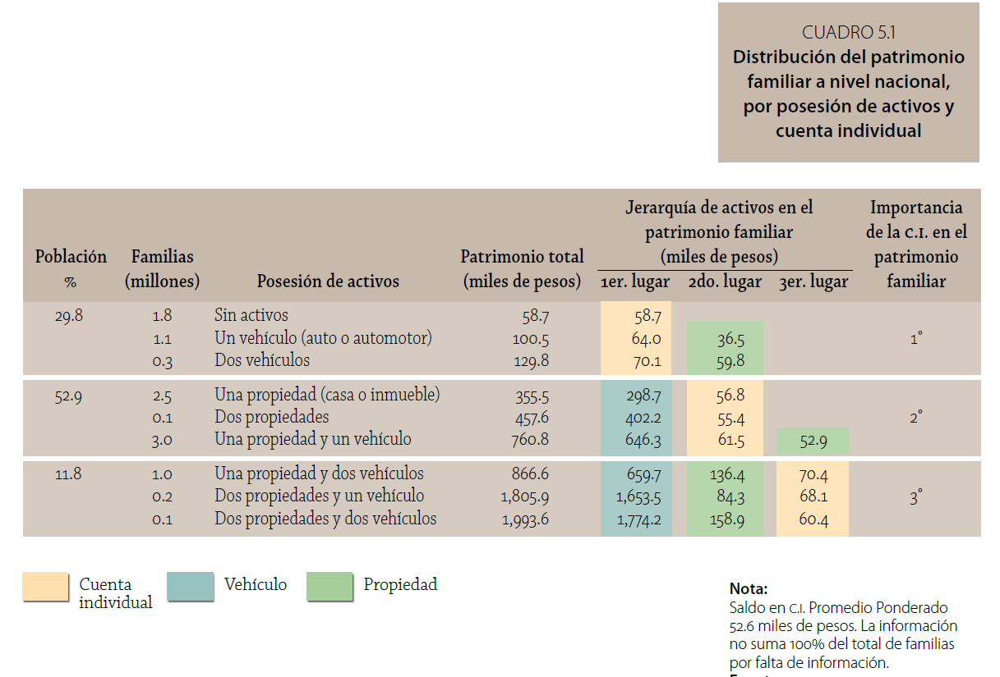 CUADRO 5.1
Distribución del patrimonio
familiar a nivel nacional,
por posesión de activos y
cuenta individual
Jerarquía de activos en el Importancia
patrimonio familiar de la C.I. en el
Población Familias Patrimonio total (miles de pesos) patrimonio
% (millones) Posesión de activos (miles de pesos) 1er. lugar 2do. lugar 3er. lugar familiar
29.8 1.8 Sin activos 58.7 58.7
1.1 Un vehículo (auto o automotor) 100.5 64.0 36.5 1°
0.3 Dos vehículos 129.8 70.1 59.8
52.9 2.5 Una propiedad (casa o inmueble) 355.5 298.7 56.8
0.1 Dos propiedades 457.6 402.2 55.4 2°
3.0 Una propiedad y un vehículo 760.8 646.3 61.5 52.9
11.8 1.0 Una propiedad y dos vehículos 866.6 659.7 136.4 70.4
0.2 Dos propiedades y un vehículo 1,805.9 1,653.5 84.3 68.1 3°
0.1 Dos propiedades y dos vehículos 1,993.6 1,774.2 158.9 60.4
Cuenta
individual
Vehículo
Propiedad
Nota:
Saldo en C.I. Promedio Ponderado
52.6 miles de pesos. La información
no suma 100% del total de familias
por falta de información.